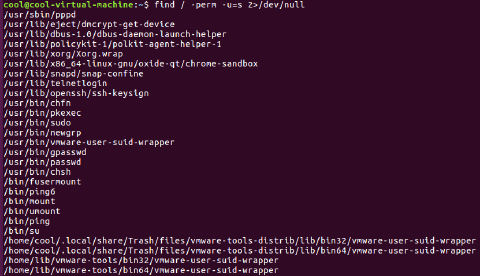 cool@cool-virtual-machine:~$ find / -perm -u=s 2>/dev/null
/usr/sbin/pppd
/usr/lib/eject/dmcrypt-get-device
/usr/lib/dbus-1.0/dbus-daemon-launch-helper
/usr/lib/policykit-1/polkit-agent-helper-1
/usr/lib/xorg/Xorg.wrap
/usr/lib/x86_64-linux-gnu/oxide-qt/chrome-sandbox
/usr/lib/snapd/snap-confine
/usr/lib/telnetlogin
/usr/lib/openssh/ssh-keysign
/usr/bin/chfn
/usr/bin/pkexec
/usr/bin/sudo
/usr/bin/newgrp
/usr/bin/vmware-user-suid-wrapper
/usr/bin/gpasswd
/usr/bin/passwd
/usr/bin/chsh
/bin/fusermount
/bin/ping6
/bin/mount
/bin/umount
/bin/ping
/bin/su
/home/cool/.local/share/Trash/files/vmware-tools-distrib/lib/bin32/vmware-user-suid-wrapper
/home/cool/.local/share/Trash/files/vmware-tools-distrib/lib/bin64/vmware-user-suid-wrapper
/home/lib/vmware-tools/bin32/vmware-user-suid-wrapper
/home/lib/vmware-tools/bin64/vmware-user-suid-wrapper